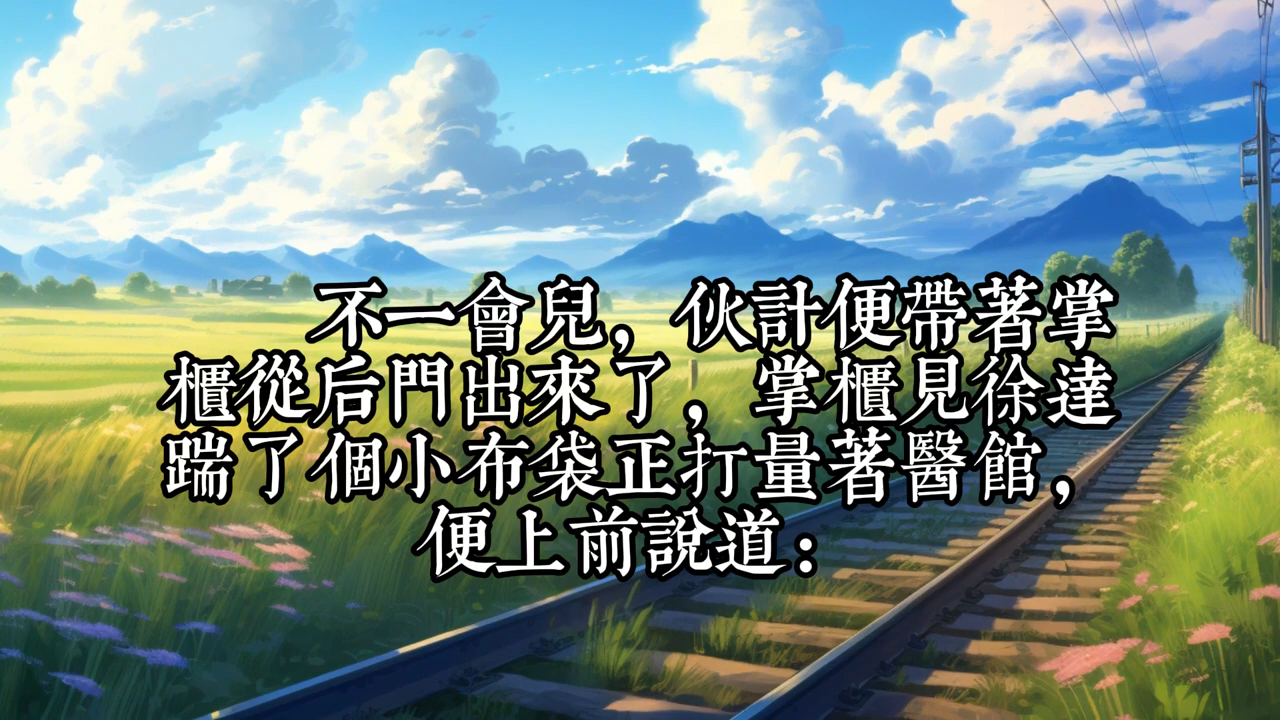 不一會兒，伙計便帶著掌
櫃從后門出來了，掌櫃見徐達
踹了個小布袋正打量著醫館，
便上前說道：